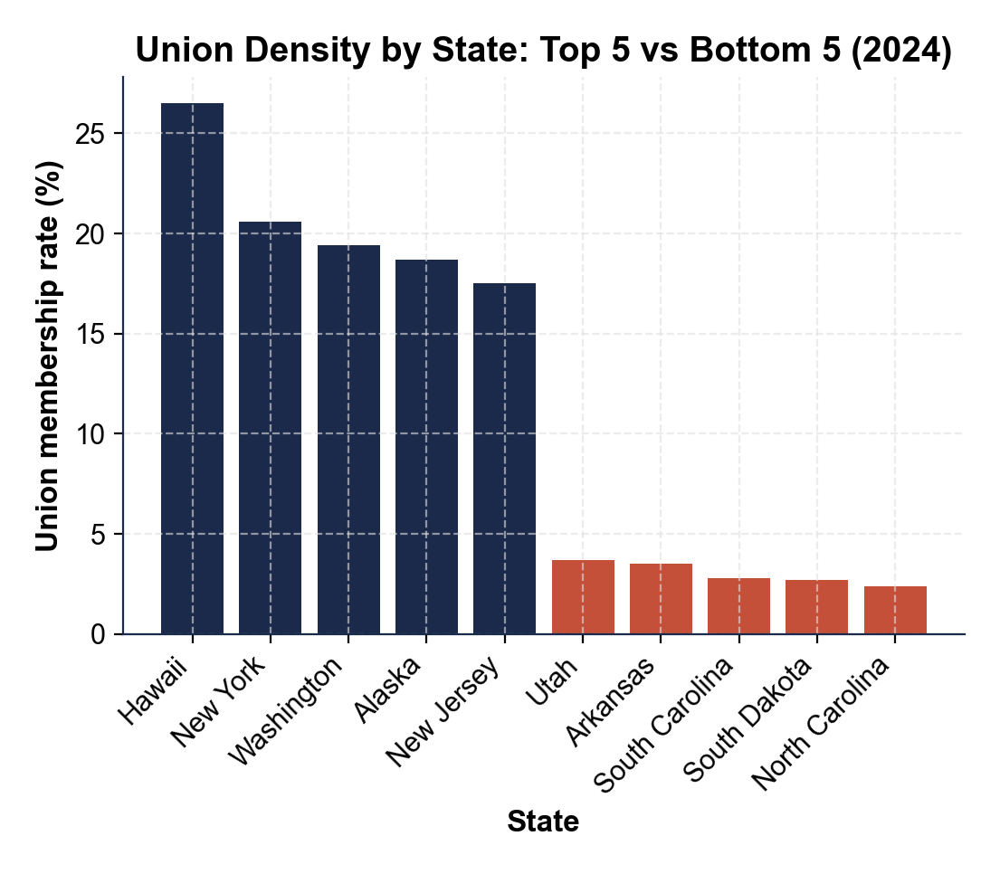 Union Density by State: Top 5 vs Bottom 5 (2024)
Union membership rate (%)
25
20
15
10
5
0
Hawaii
New York
Washington
Alaska
New Jersey
Utah
Arkansas
South Carolina
South Dakota
North Carolina
State